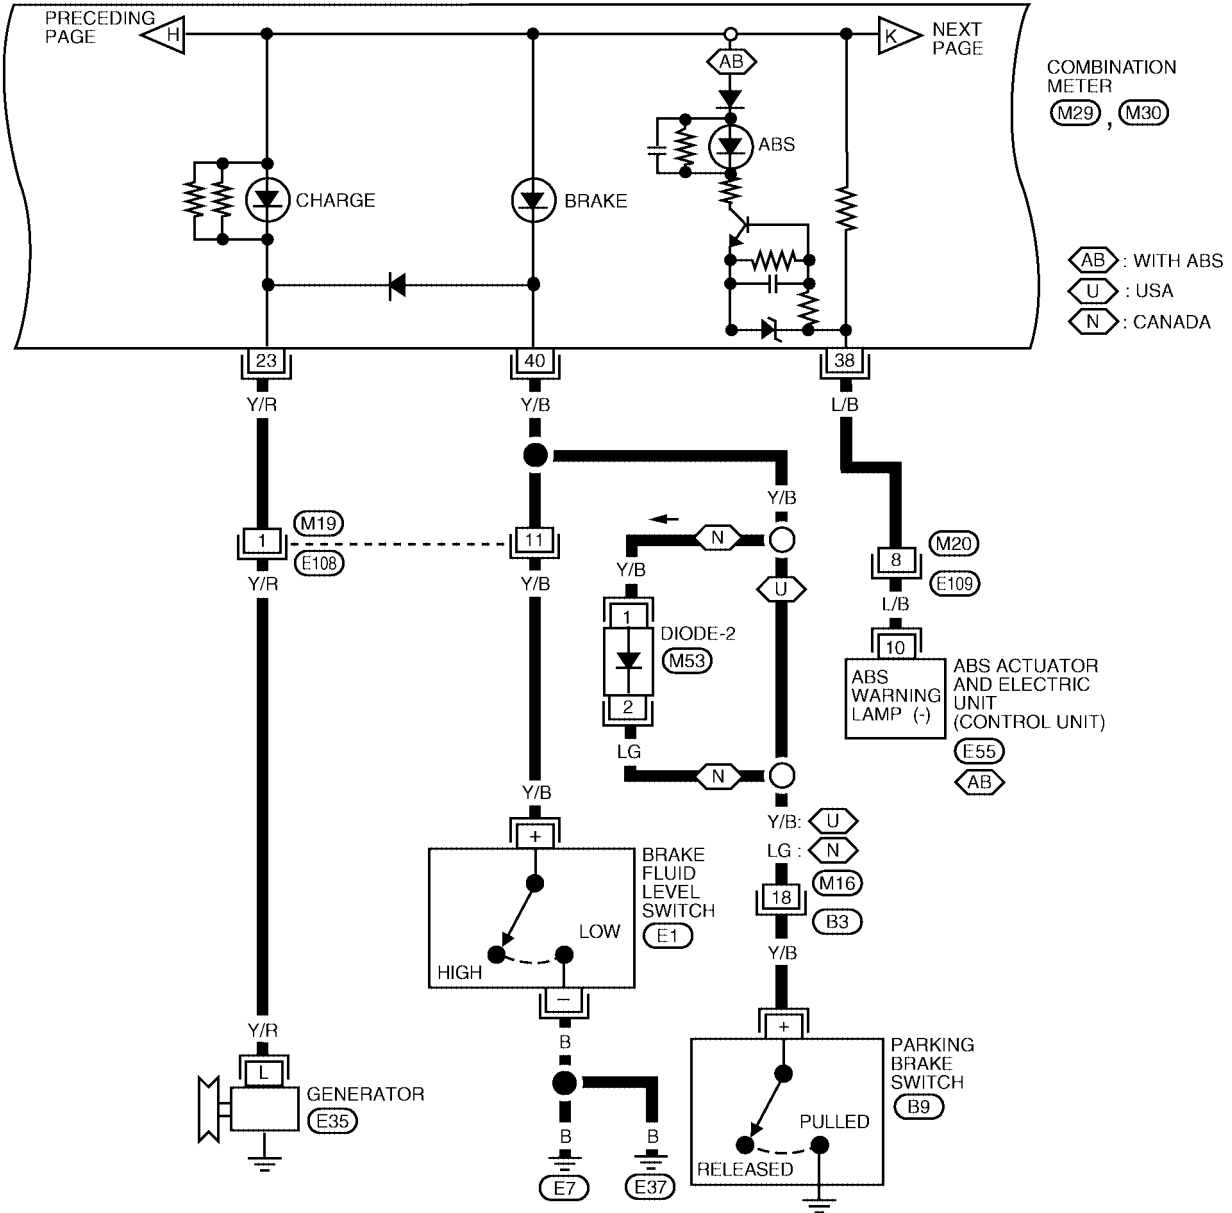 PRECEDING
PAGE
H
K
NEXT
PAGE
AB
COMBINATION
METER
M29 , M30
ABS
CHARGE
BRAKE
AB : WITH ABS
U : USA
N : CANADA
23
40
38
Y/R
Y/B
L/B
Y/B
1
M19
E108
11
N
M20
8
E109
Y/R
Y/B
Y/B
U
L/B
1
DIODE-2
M53
2
10
ABS
WARNING
LAMP (-)
ABS ACTUATOR
AND ELECTRIC
UNIT
(CONTROL UNIT)
E55
AB
LG
N
Y/B
Y/B: U
LG : N
+
BRAKE
FLUID
LEVEL
SWITCH
E1
M16
18
B3
LOW
HIGH
Y/B
−
Y/R
B
+
L
GENERATOR
E35
PARKING
BRAKE
SWITCH
B9
PULLED
RELEASED
B
B
E7
E37